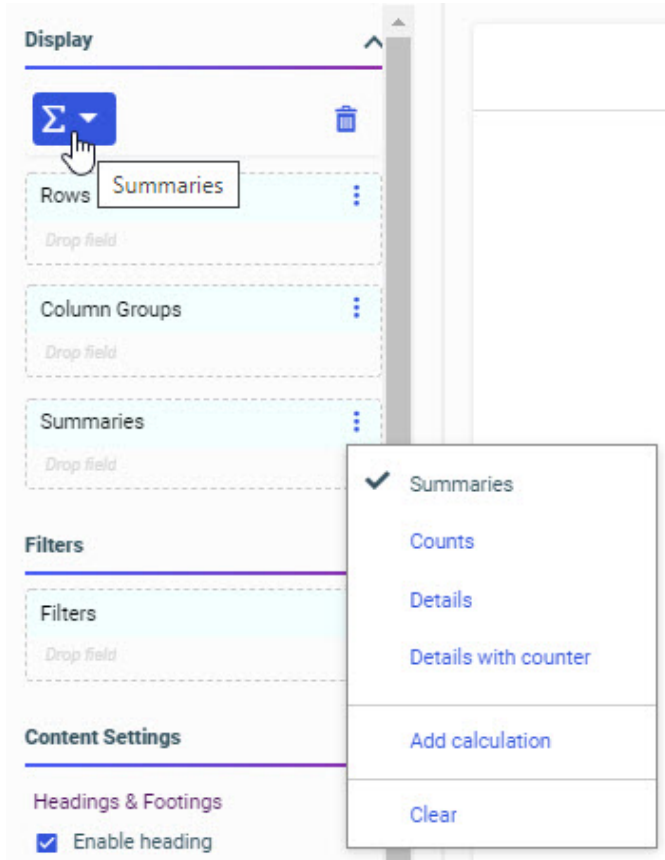 Display
Σ
Summaries
Rows
Drop field
Column Groups
Drop field
Summaries
Drop field
Summaries
Counts
Details
Details with counter
Add calculation
Clear
Filters
Filters
Drop field
Content Settings
Headings & Footings
Enable heading